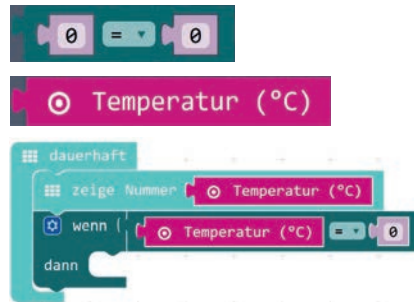 0 = 0
Temperatur (°C)
dauerhaft
zeige Nummer Temperatur (°C)
wenn ( Temperatur (°C) = 0
dann